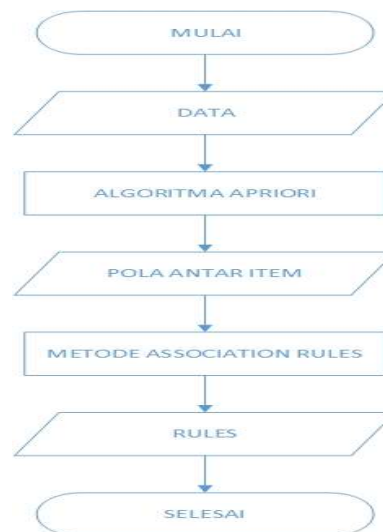 MULAI
DATA
ALGORITMA APRIORI
POLA ANTAR ITEM
METODE ASSOCIATION RULES
RULES
SELESAI